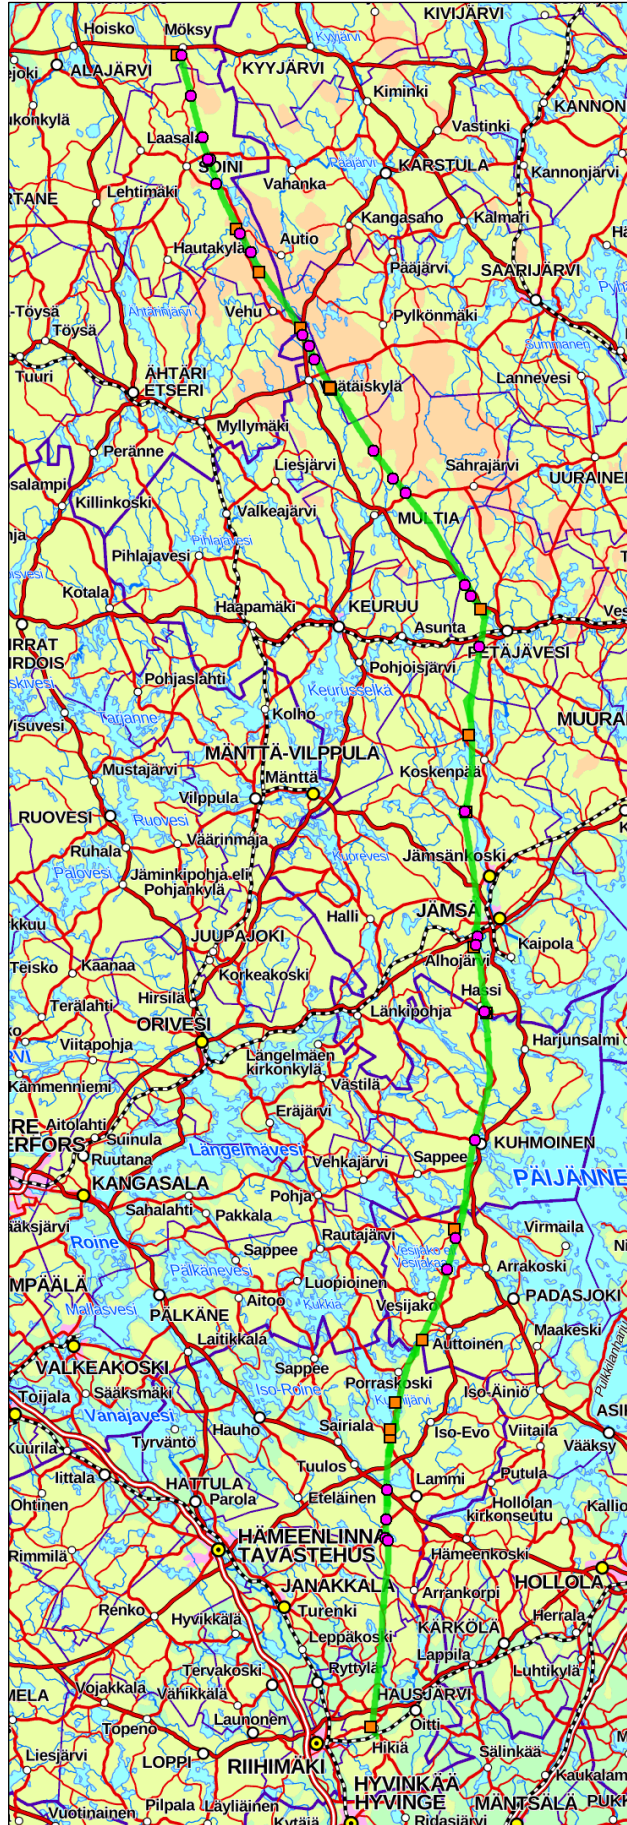 KIVIJÄRVI
Hoisko
Möksy
Kyyjärvi
ALAJÄRVI
KYYJÄRVI
Kiminki
KANNON
Vastinki
Laasala
SOINI
Pääjärvi
KARSTULA
Kannonjärvi
Vahanka
Lehtimäki
Kangasaho
Kalmari
Hautakylä
Autio
Pääjärvi
SAARIJÄRVI
Ähtärinjärvi
-Töysä
Vehu
Pylkönmäki
Töysä
Summanen
Tuuri
ÄHTÄRI
ETSERI
Lannevesi
Myllymäki
Peränne
Liesjärvi
Sahrajärvi
UURAINE
Killinkoski
Valkeajärvi
MULTIA
Pihlajavesi
Pihlajavesi
Kotala
Haapamäki
KEURUU
Asunta
PETÄJÄVESI
Pohjoisjärvi
Pohjaslahti
Keurusselkä
Tarjanne
Kolho
MUURA
MÄNTTÄ-VILPPULA
Mustajärvi
Mänttä
Koskenpää
Vilppula
RUOVESI
Ruovesi
Väärinmaja
Ruhala
Kuorevesi
Jämsänkoski
Palovesi
Jäminkipohja eli
Pohjankylä
Halli
JÄMSÄ
JUUPAJOKI
Kaipola
Teisko
Kaanaa
Korkeakoski
Alhojärvi
Hirsilä
Hassi
Terälahti
ORIVESI
Länkipohja
Viitapohja
Längelmäen
kirkonkylä
Harjunsalmi
Kämmenniemi
Västilä
Eräjärvi
Aitolahti
Suinula
KUHMOINEN
Ruutana
Längelmävesi
Sappee
Vehkajärvi
KANGASALA
Pohja
PÄIJÄNNE
Sahalahti
Pakkala
Virmaila
Roine
Rautajärvi
Sappee
Pälkänevesi
Arrakoski
Luopioinen
Aitoo
Kukkia
Vesijako
PADASJOKI
Mallasvesi
PÄLKÄNE
Laitikkala
Auttoinen
Maakeski
VALKEAKOSKI
Sappee
Pulkkilanharju
Porraskoski
Toijala
Sääksmäki
Iso-Roine
Iso-Äiniö
Vanajavesi
Hauho
Sairiala
Iso-Evo
Viitaila
Tyrväntö
Vääksy
Kuurila
Tuulos
Iittala
HATTULA
Lammi
Putula
Parola
Eteläinen
Ohtinen
Hollolan
kirkonseutu
HÄMEENLINNA
TAVASTEHUS
Hämeenkoski
Rimmilä
HOLLOLA
JANAKKALA
Arrankorpi
Renko
Turenki
Herrala
Hyvikkälä
KÄRKÖLÄ
Leppäkoski
Lappila
Luhtikylä
Tervakoski
Ryttylä
Vojakkala
Vähikkälä
HAUSJÄRVI
Launonen
Oitti
Topeno
Hikiä
LOPPI
Sälinkää
Liesjärvi
RIIHIMÄKI
HYVINKÄÄ
HYVINGE
MÄNTSÄLÄ
Pilpala
Läyliäinen
Vuotinainen
Kytäjä
Ridasjärvi